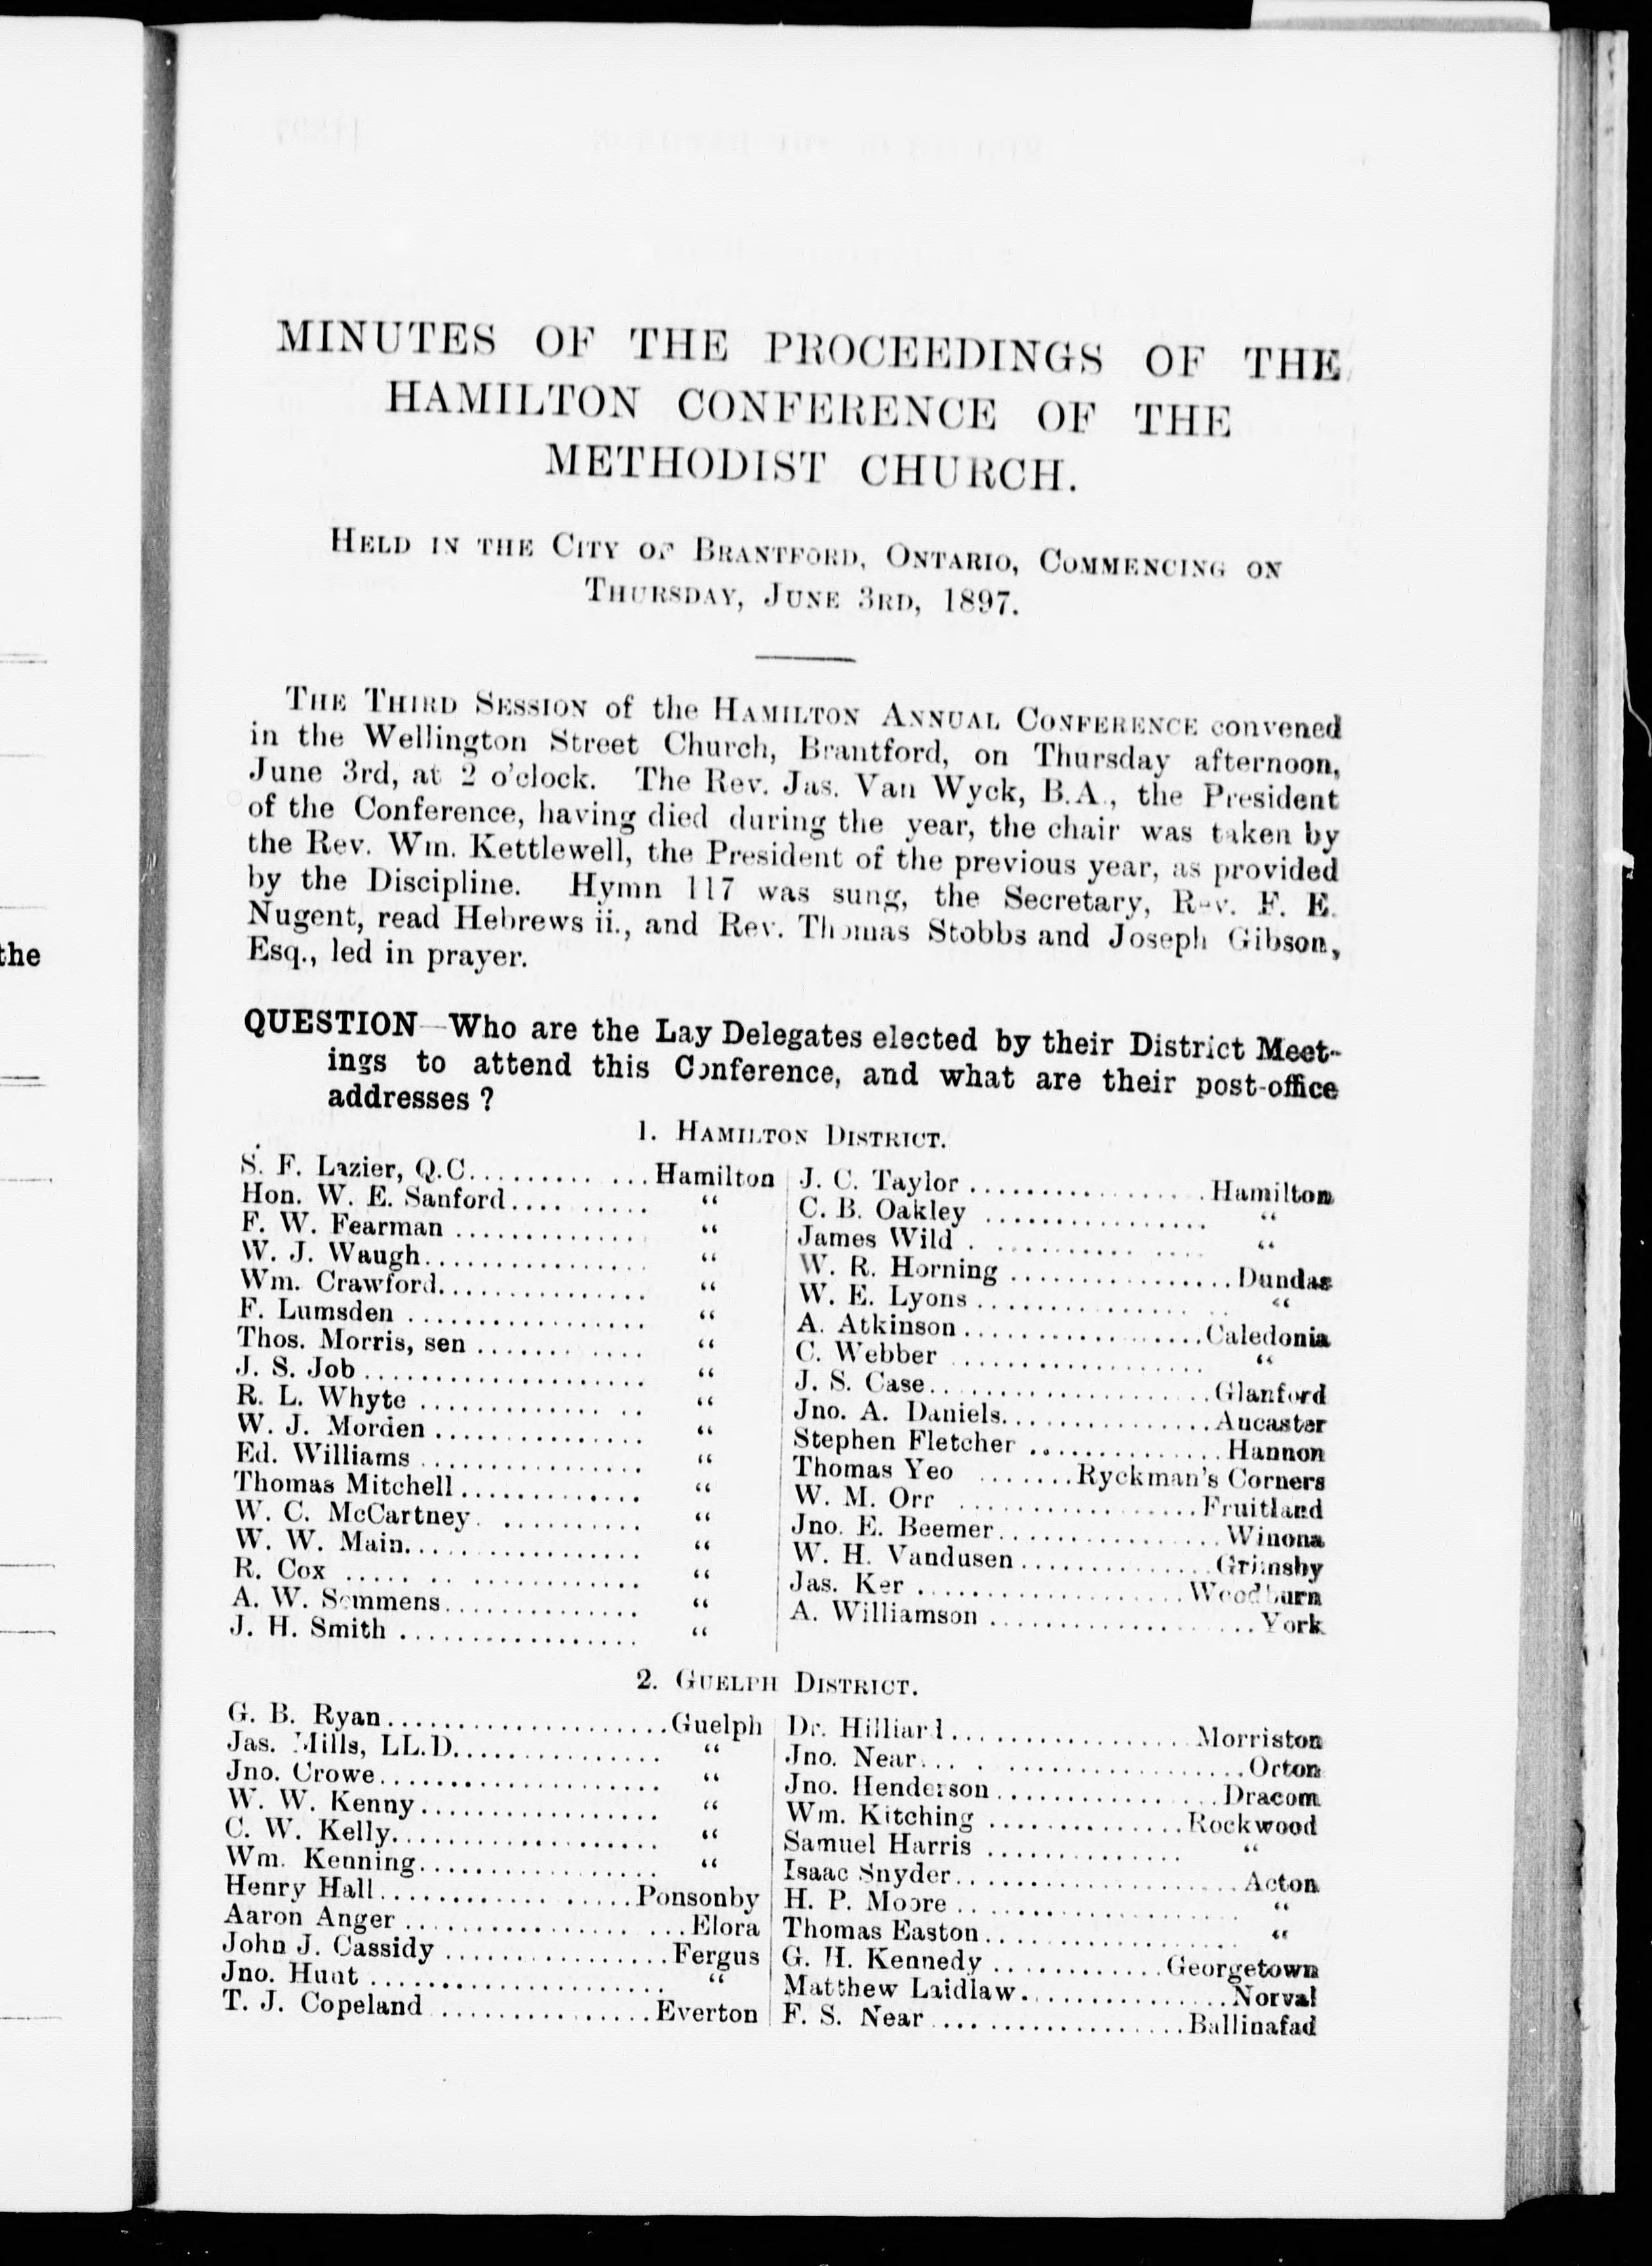 MINUTES OF THE PROCEEDINGS OF THE
HAMILTON CONFERENCE OF THE
METHODIST CHURCH.
HELD IN THE CITY OF BRANTFORD, ONTARIO, COMMENCING ON
THURSDAY, JUNE 3RD, 1897.
THE THIRD SESSION of the HAMILTON ANNUAL CONFERENCE convened
in the Wellington Street Church, Brantford, on Thursday afternoon,
June 3rd, at 2 o'clock. The Rev. Jas. Van Wyck, B.A., the President
of the Conference, having died during the year, the chair was taken by
the Rev. Wm. Kettlewell, the President of the previous year, as provided
by the Discipline. Hymn 117 was sung, the Secretary, Rev. F. E.
Nugent, read Hebrews ii., and Rev. Thomas Stobbs and Joseph Gibson,
Esq., led in prayer.
the
QUESTION—Who are the Lay Delegates elected by their District Meet-
ings to attend this Conference, and what are their post-office
addresses?
1. HAMILTON DISTRICT.
S. F. Lazier, Q.C.............Hamilton
Hon. W. E. Sanford.......... "
F. W. Fearman .............. "
W. J. Waugh................ "
Wm. Crawford............... "
F. Lumsden ................. "
Thos. Morris, sen ............ "
J. S. Job..................... "
R. L. Whyte ................ "
W. J. Morden ............... "
Ed. Williams ................ "
Thomas Mitchell............. "
W. C. McCartney. .......... "
W. W. Main................. "
R. Cox ..................... "
A. W. Semmens.............. "
J. H. Smith ................. "
J. C. Taylor .................Hamilton
C. B. Oakley ................ "
James Wild . ............... "
W. R. Horning ................Dundas
W. E. Lyons ................. "
A. Atkinson.................Caledonia
C. Webber .................. "
J. S. Case....................Glanford
Jno. A. Daniels...............Ancaster
Stephen Fletcher ..............Hannon
Thomas Yeo .......Ryckman's Corners
W. M. Orr .................Fruitland
Jno. E. Beemer................Winona
W. H. Vandusen..............Grimsby
Jas. Ker ...................Woodburn
A. Williamson ...................York
2. GUELPH DISTRICT.
G. B. Ryan....................Guelph
Jas. Mills, LL.D............... "
Jno. Crowe.................... "
W. W. Kenny................. "
C. W. Kelly................... "
Wm. Kenning................. "
Henry Hall..................Ponsonby
Aaron Anger ....................Elora
John J. Cassidy ................Fergus
Jno. Hunt ..................... "
T. J. Copeland ................Everton
Dr. Hilliard.................Morriston
Jno. Near.......................Orton
Jno. Henderson................Dracom
Wm. Kitching ..............Rockwood
Samuel Harris .............. "
Isaac Snyder....................Acton
H. P. Moore .................... "
Thomas Easton.................. "
G. H. Kennedy ............Georgetown
Matthew Laidlaw...............Norval
F. S. Near ..................Ballinafad